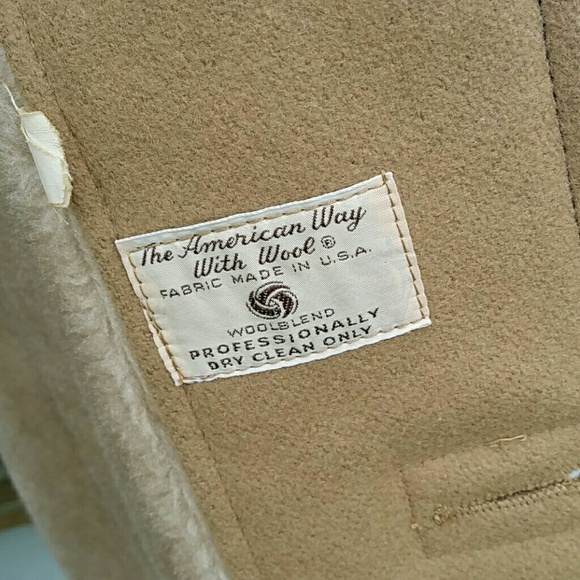 The American Way
With Wool ®
FABRIC MADE IN U.S.A.
WOOLBLEND
PROFESSIONALLY
DRY CLEAN ONLY